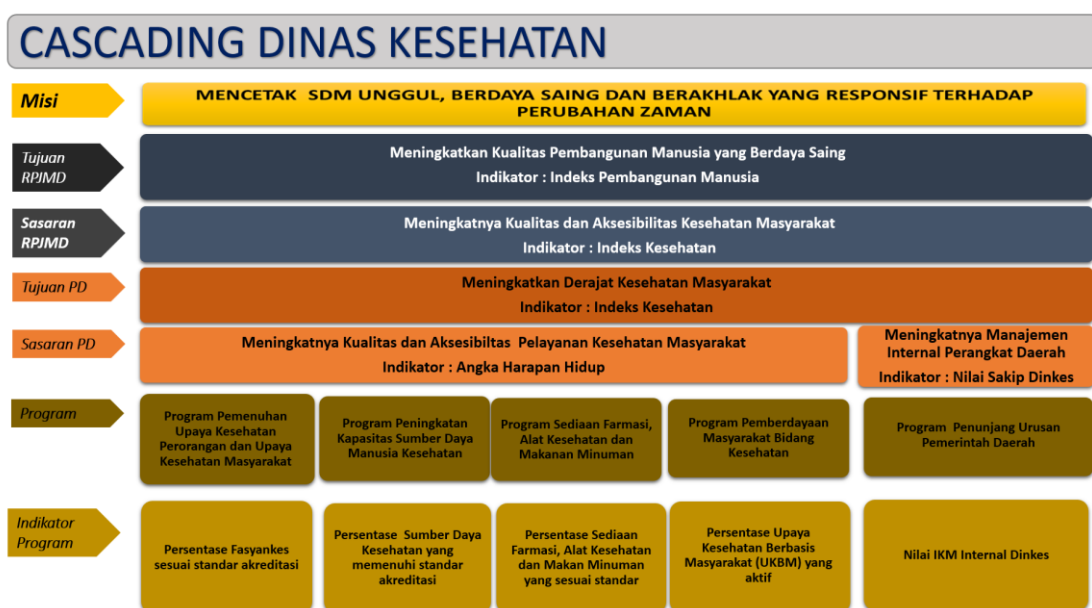 CASCADING DINAS KESEHATAN
Misi
MENCETAK SDM UNGGUL, BERDAYA SAING DAN BERAKHLAK YANG RESPONSIF TERHADAP
PERUBAHAN ZAMAN
Tujuan
RPJMD
Meningkatkan Kualitas Pembangunan Manusia yang Berdaya Saing
Indikator : Indeks Pembangunan Manusia
Sasaran
RPJMD
Meningkatnya Kualitas dan Aksesibilitas Kesehatan Masyarakat
Indikator : Indeks Kesehatan
Tujuan PD
Meningkatkan Derajat Kesehatan Masyarakat
Indikator : Indeks Kesehatan
Sasaran PD
Meningkatnya Kualitas dan Aksesibiltas Pelayanan Kesehatan Masyarakat
Indikator : Angka Harapan Hidup
Meningkatnya Manajemen
Internal Perangkat Daerah
Indikator : Nilai Sakip Dinkes
Program
Program Pemenuhan
Upaya Kesehatan
Perorangan dan Upaya
Kesehatan Masyarakat
Program Peningkatan
Kapasitas Sumber Daya
Manusia Kesehatan
Program Sediaan Farmasi,
Alat Kesehatan dan
Makanan Minuman
Program Pemberdayaan
Masyarakat Bidang
Kesehatan
Program Penunjang Urusan
Pemerintah Daerah
Indikator
Program
Persentase Fasyankes
sesuai standar akreditasi
Persentase Sumber Daya
Kesehatan yang
memenuhi standar
akreditasi
Persentase Sediaan
Farmasi, Alat Kesehatan
dan Makan Minuman
yang sesuai standar
Persentase Upaya
Kesehatan Berbasis
Masyarakat (UKBM) yang
aktif
Nilai IKM Internal Dinkes